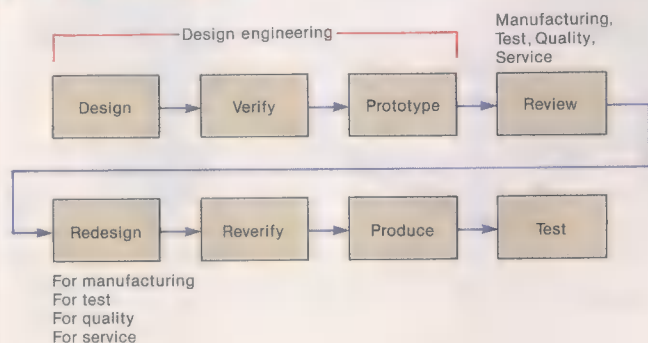 Design engineering
Manufacturing,
Test, Quality,
Service
Design
Verify
Prototype
Review
Redesign
Reverify
Produce
Test
For manufacturing
For test
For quality
For service